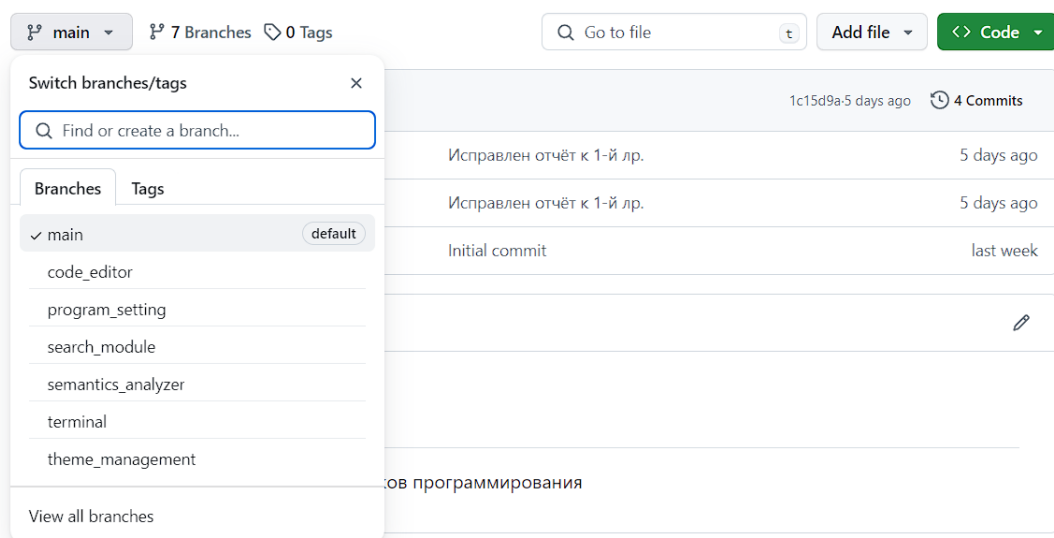 main 7 Branches 0 Tags Go to file t Add file Code
Switch branches/tags
1c15d9a·5 days ago 4 Commits
Find or create a branch...
Исправлен отчёт к 1-й лр. 5 days ago
Branches Tags
Исправлен отчёт к 1-й лр. 5 days ago
main default
Initial commit last week
code_editor
program_setting
search_module
semantics_analyzer
terminal
theme_management
программирования
View all branches